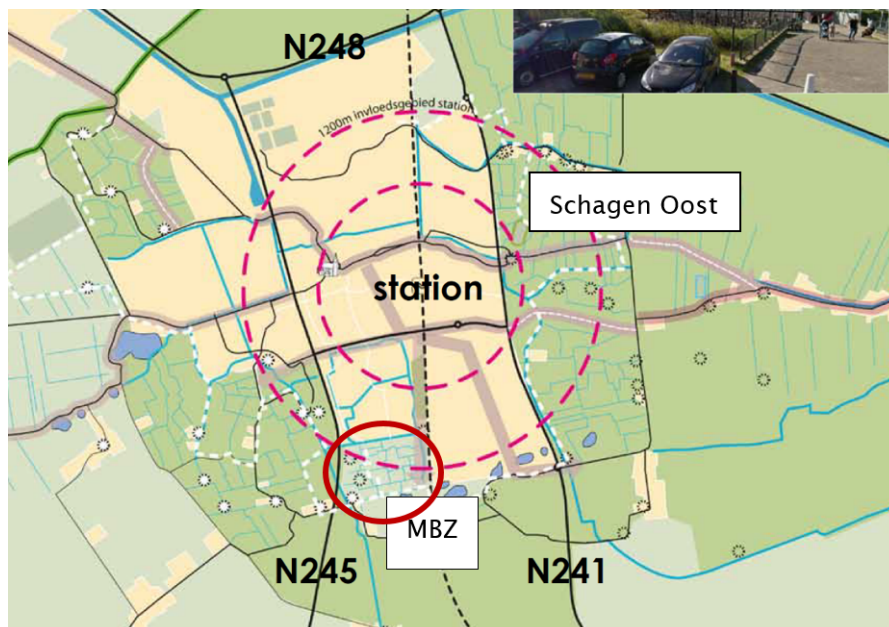 N248
1200m invloedsgebied station
Schagen Oost
station
MBZ
N245
N241